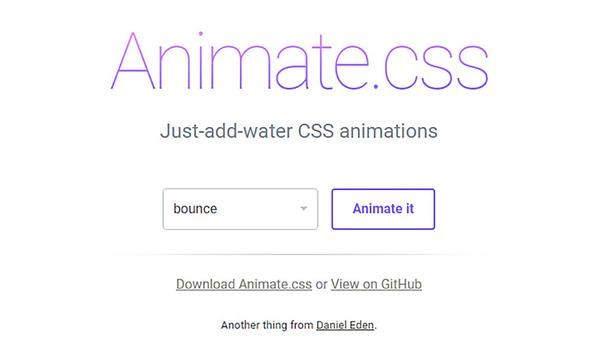 Animate.css
Just-add-water CSS animations
bounce
Animate it
Download Animate.css or View on GitHub
Another thing from Daniel Eden.